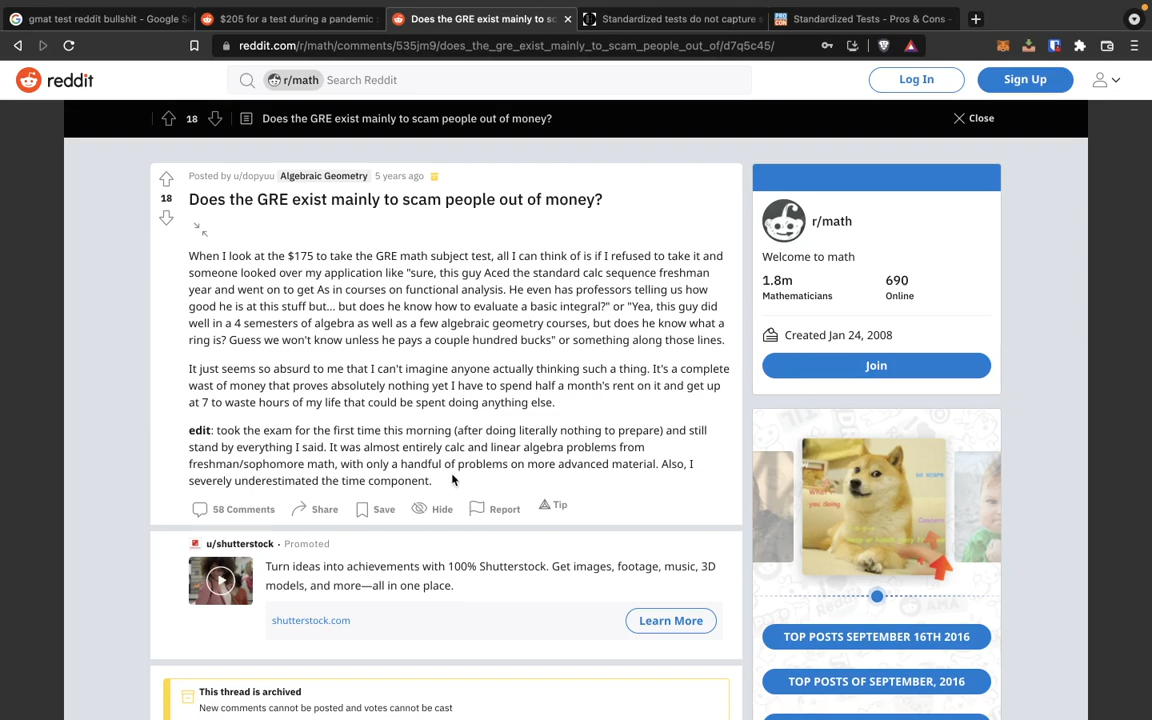 gmat test reddit bullshit - Google S
$205 for a test during a pandemic
Does the GRE exist mainly to sc
Standardized tests do not capture s
Standardized Tests - Pros & Cons -
reddit.com/r/math/comments/535jm9/does_the_gre_exist_mainly_to_scam_people_out_of/d7q5c45/
reddit
r/math Search Reddit
Log In
Sign Up
18
Does the GRE exist mainly to scam people out of money?
Close
Posted by u/dopyuu Algebraic Geometry 5 years ago
18
Does the GRE exist mainly to scam people out of money?
When I look at the $175 to take the GRE math subject test, all I can think of is if I refused to take it and
someone looked over my application like "sure, this guy Aced the standard calc sequence freshman
year and went on to get As in courses on functional analysis. He even has professors telling us how
good he is at this stuff but... but does he know how to evaluate a basic integral?" or "Yea, this guy did
well in a 4 semesters of algebra as well as a few algebraic geometry courses, but does he know what a
ring is? Guess we won't know unless he pays a couple hundred bucks" or something along those lines.
It just seems so absurd to me that I can't imagine anyone actually thinking such a thing. It's a complete
wast of money that proves absolutely nothing yet I have to spend half a month's rent on it and get up
at 7 to waste hours of my life that could be spent doing anything else.
edit: took the exam for the first time this morning (after doing literally nothing to prepare) and still
stand by everything I said. It was almost entirely calc and linear algebra problems from
freshman/sophomore math, with only a handful of problems on more advanced material. Also, I
severely underestimated the time component.
58 Comments
Share
Save
Hide
Report
Tip
u/shutterstock · Promoted
Turn ideas into achievements with 100% Shutterstock. Get images, footage, music, 3D
models, and more—all in one place.
shutterstock.com
Learn More
This thread is archived
New comments cannot be posted and votes cannot be cast
r/math
Welcome to math
1.8m
Mathematicians
690
Online
Created Jan 24, 2008
Join
so scare
what r
you doing
Concern
TOP POSTS SEPTEMBER 16TH 2016
TOP POSTS OF SEPTEMBER, 2016